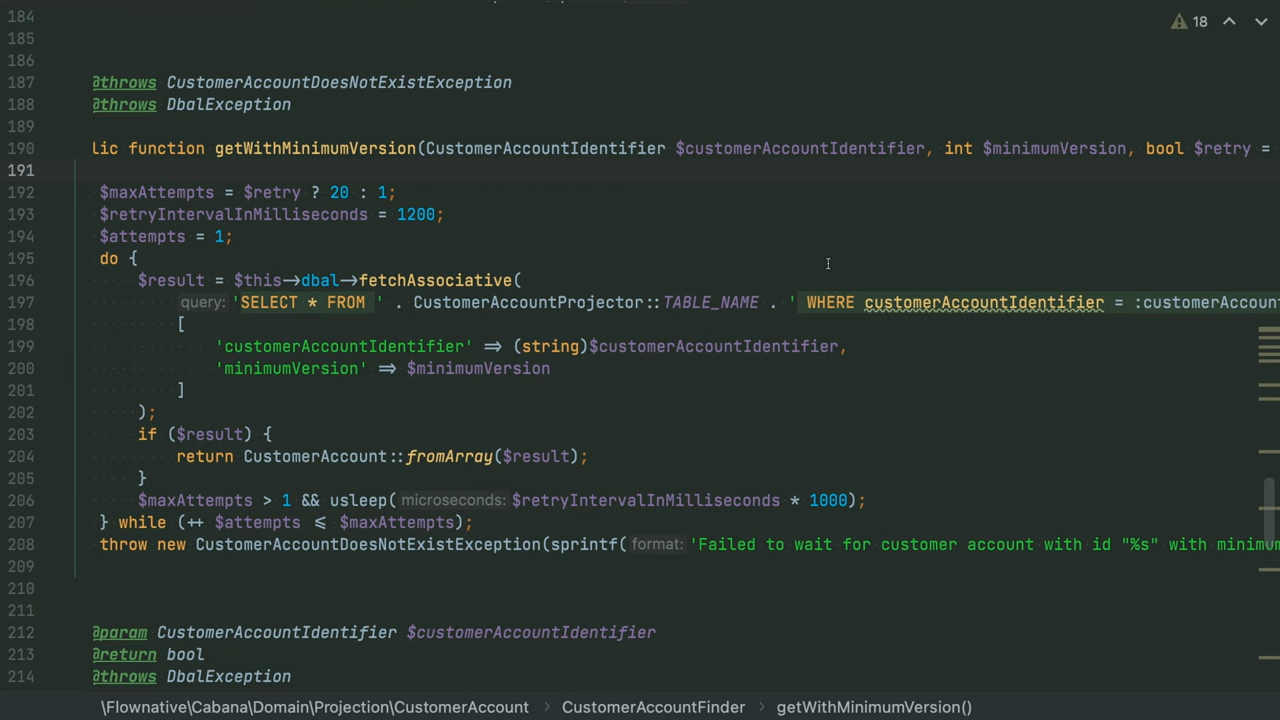 184
⚠ 18
185
186
187 @throws CustomerAccountDoesNotExistException
188 @throws DbalException
189
190 lic function getWithMinimumVersion(CustomerAccountIdentifier $customerAccountIdentifier, int $minimumVersion, bool $retry =
191
192 $maxAttempts = $retry ? 20 : 1;
193 $retryIntervalInMilliseconds = 1200;
194 $attempts = 1;
195 do {
196 $result = $this->dbal->fetchAssociative(
197 query: 'SELECT * FROM ' . CustomerAccountProjector::TABLE_NAME . ' WHERE customerAccountIdentifier = :customerAccount
198 [
199 'customerAccountIdentifier' => (string)$customerAccountIdentifier,
200 'minimumVersion' => $minimumVersion
201 ]
202 );
203 if ($result) {
204 return CustomerAccount::fromArray($result);
205 }
206 $maxAttempts > 1 && usleep( microseconds: $retryIntervalInMilliseconds * 1000);
207 } while (++ $attempts <= $maxAttempts);
208 throw new CustomerAccountDoesNotExistException(sprintf( format: 'Failed to wait for customer account with id "%s" with minimum
209
210
211
212 @param CustomerAccountIdentifier $customerAccountIdentifier
213 @return bool
214 @throws DbalException
\Flownative\Cabana\Domain\Projection\CustomerAccount > CustomerAccountFinder > getWithMinimumVersion()